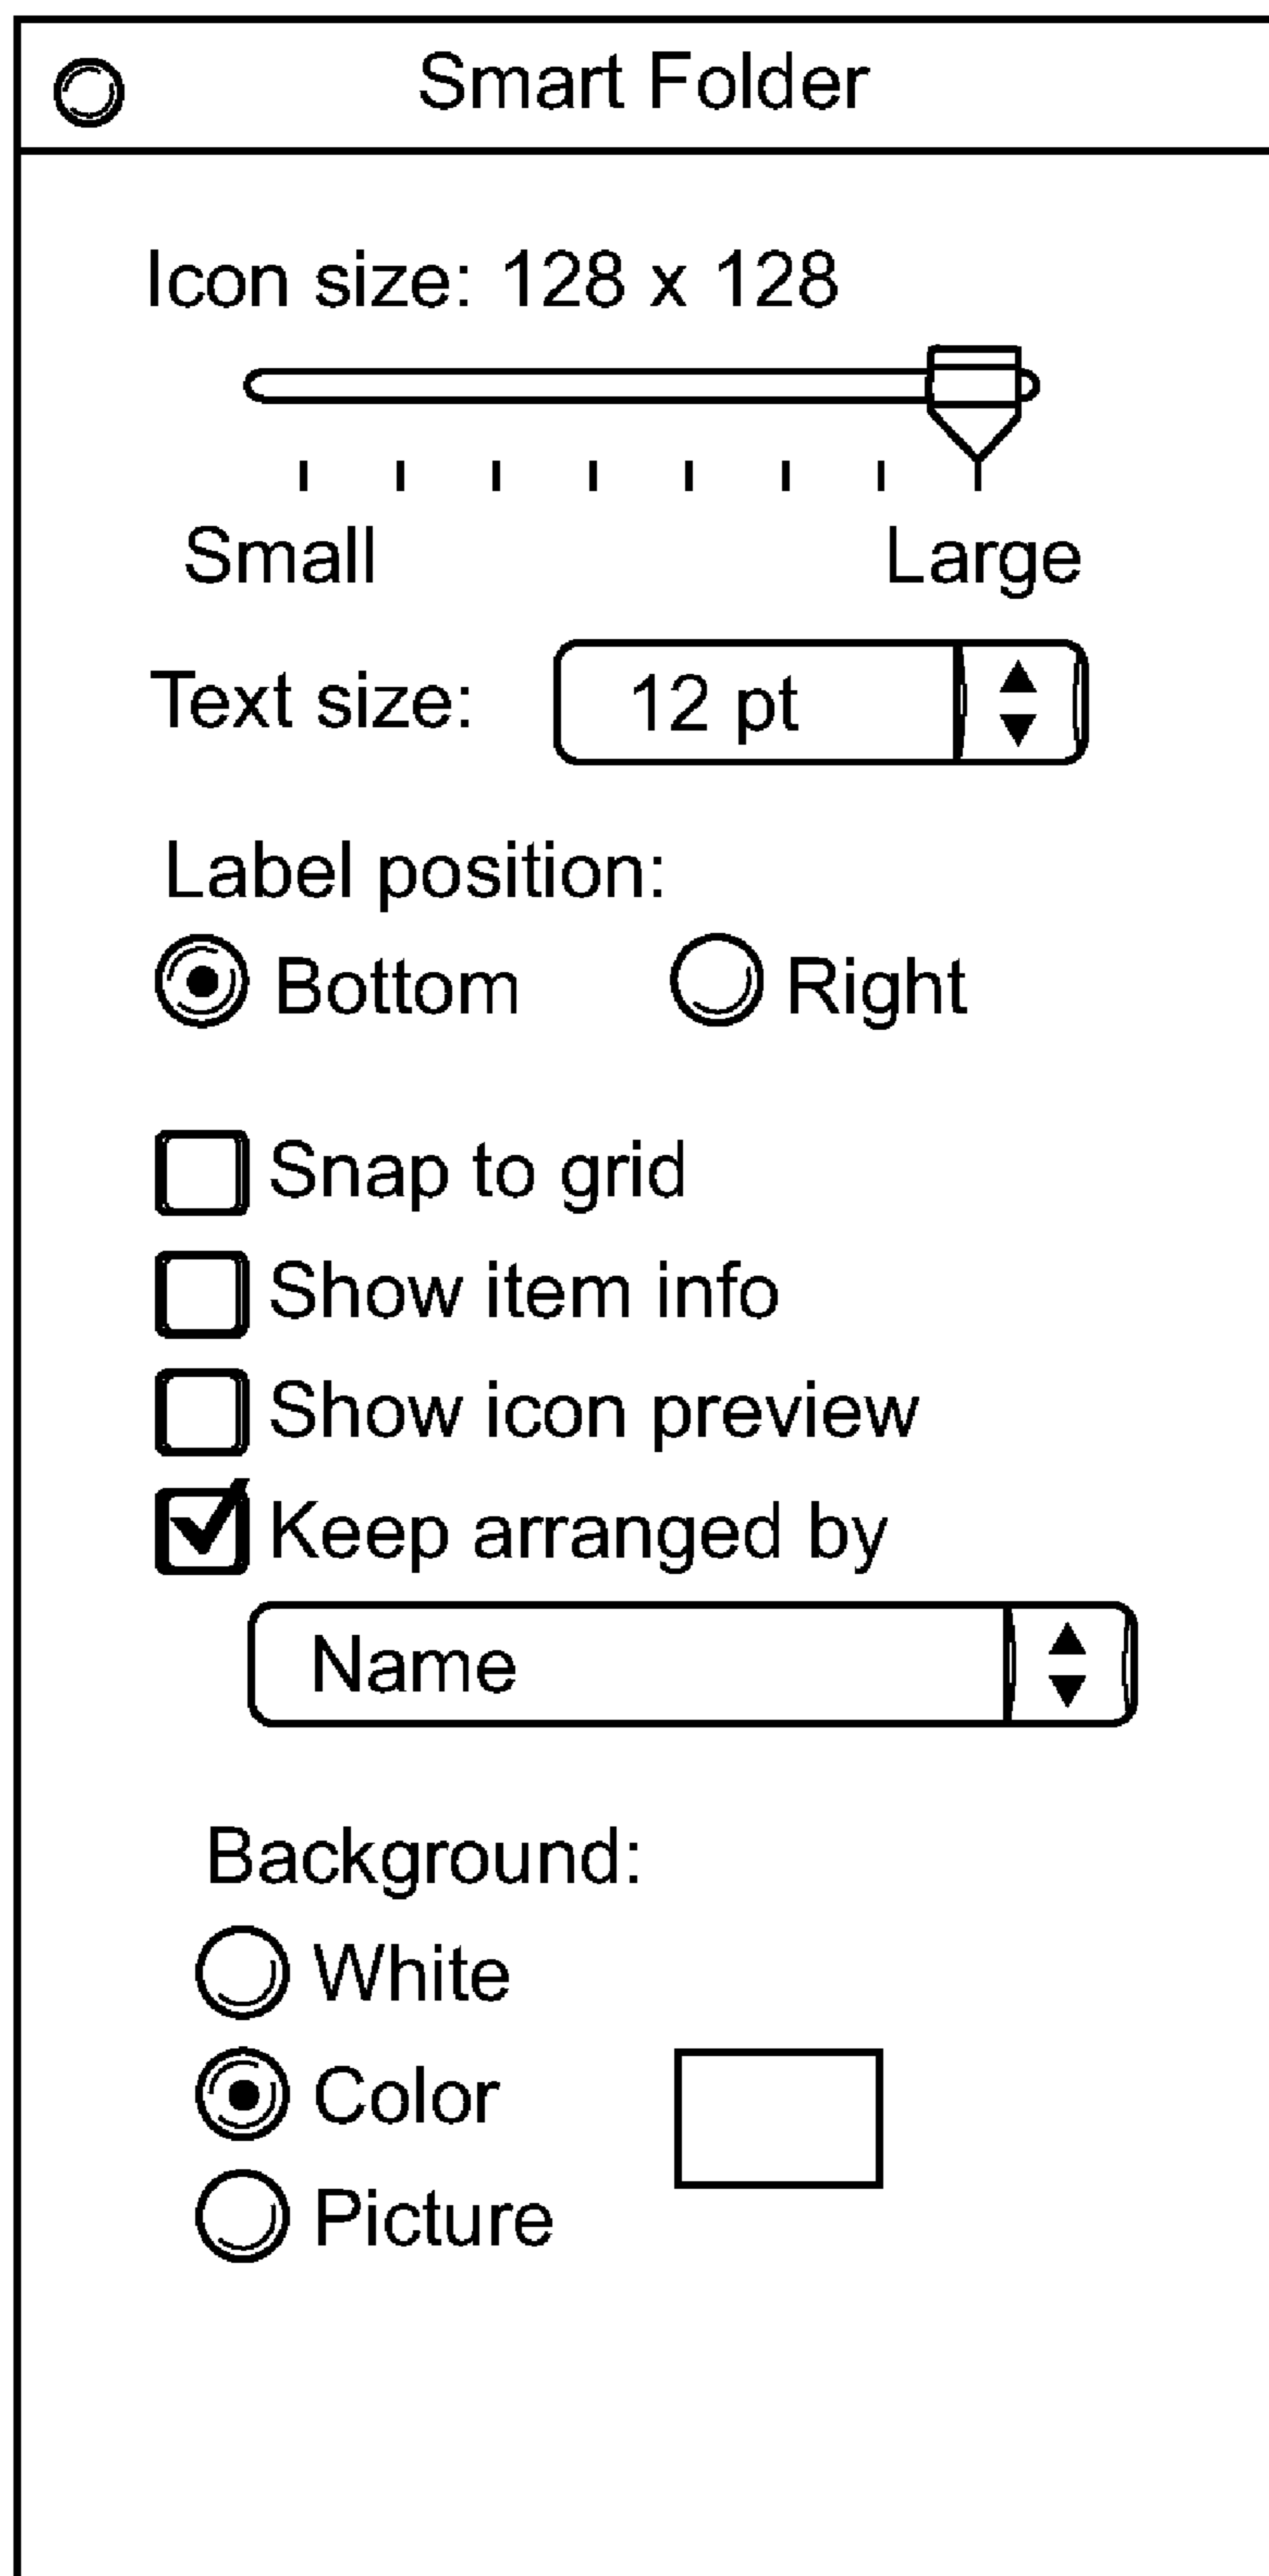 Smart Folder
Icon size: 128 x 128
Small Large
Text size: 12 pt
Label position:
Bottom Right
Snap to grid
Show item info
Show icon preview
Keep arranged by
Name
Background:
White
Color
Picture